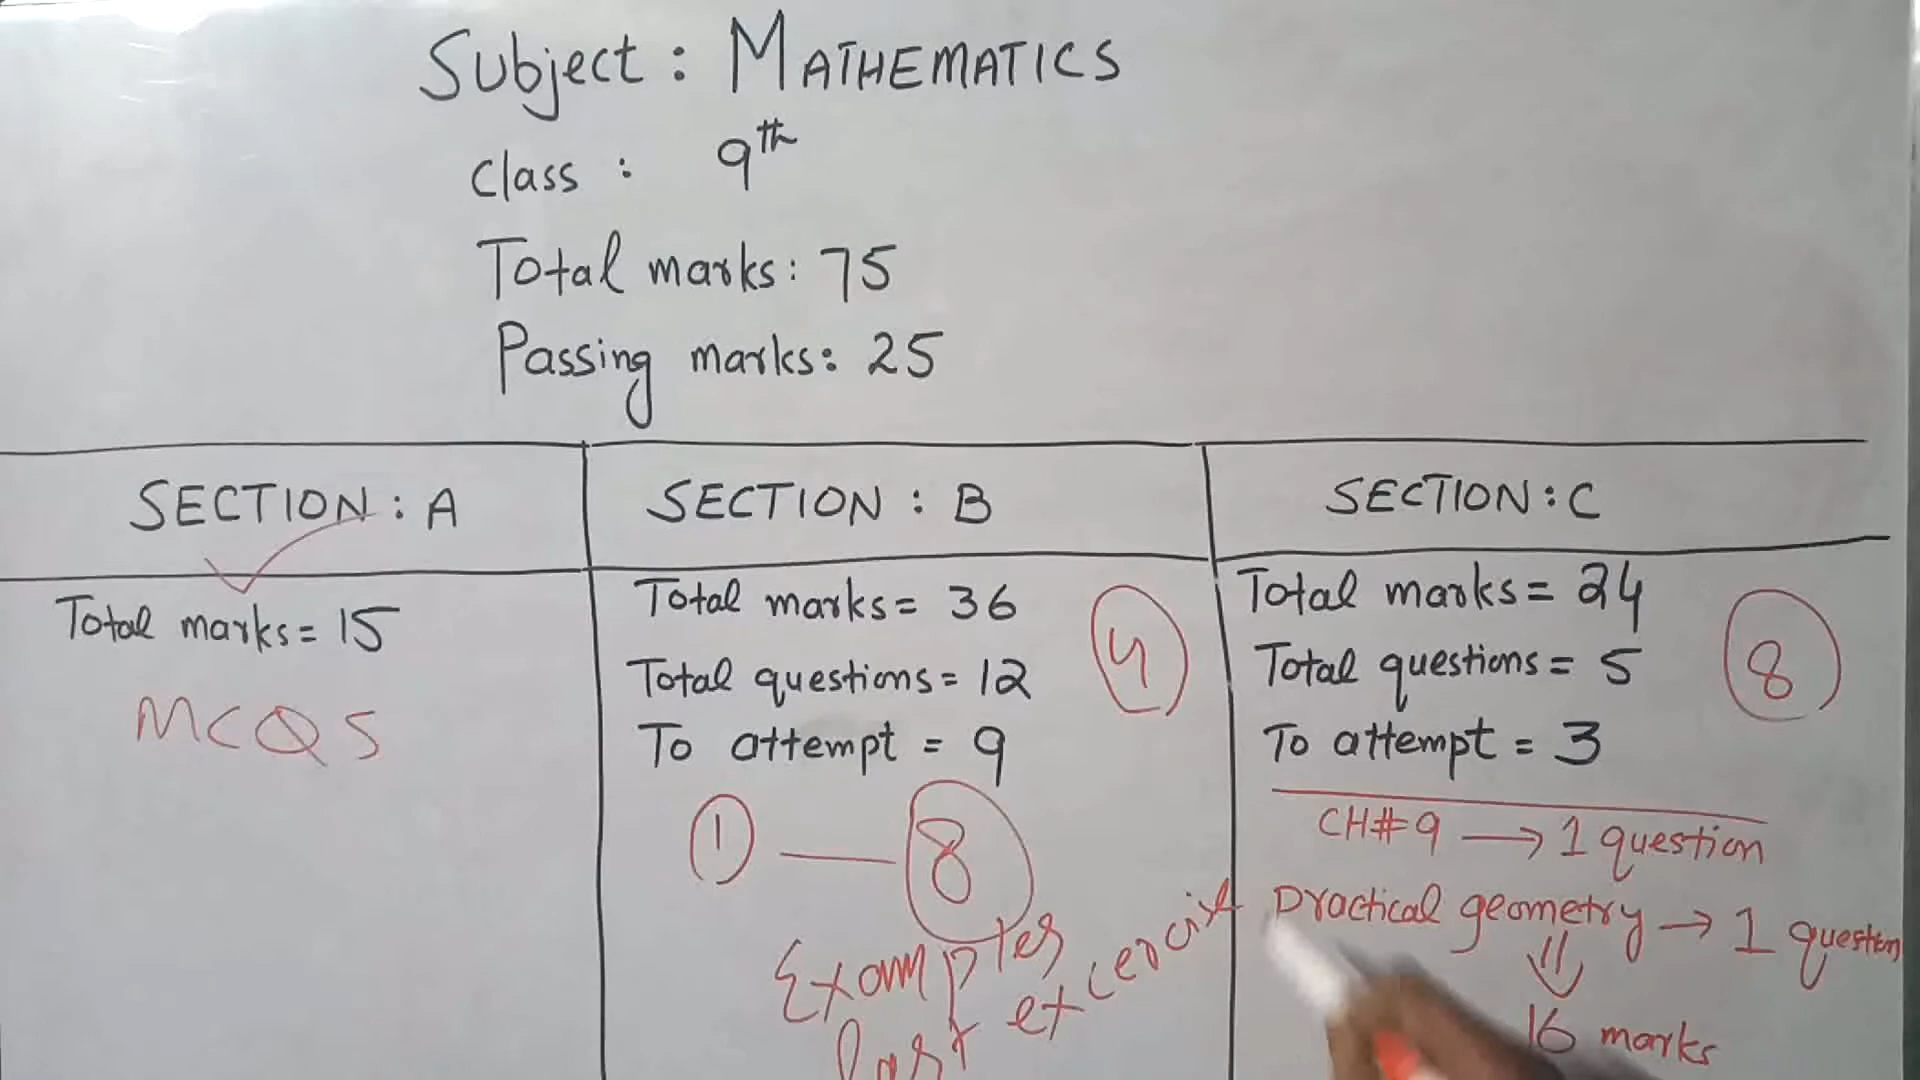 Subject: MATHEMATICS
Class: 9th
Total marks: 75
Passing marks: 25
SECTION: A
Total marks = 15
MCQS
SECTION: B
Total marks = 36
Total questions = 12
To attempt = 9
4
1 — 8
Examples
last excercise
SECTION: C
Total marks = 24
Total questions = 5
To attempt = 3
8
CH#9 → 1 question
Practical geometry → 1 question
⇓
16 marks